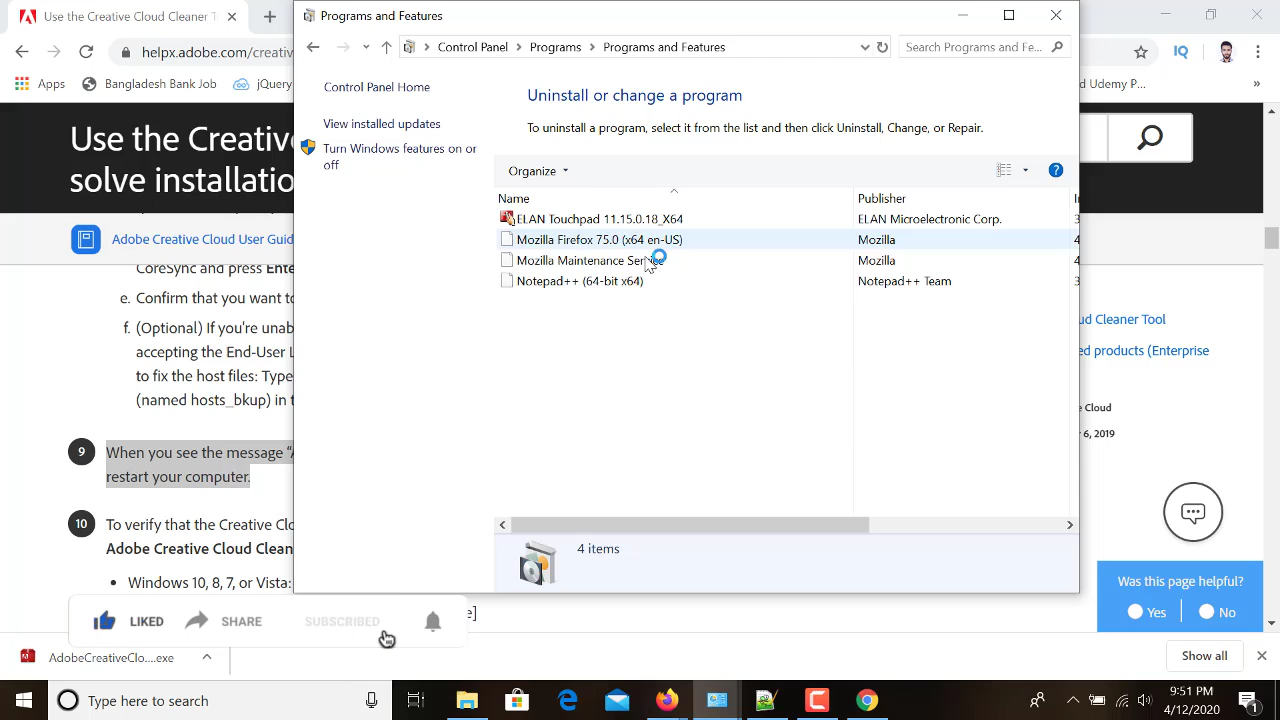 Use the Creative Cloud Cleaner T
Programs and Features
helpx.adobe.com/creativ
Control Panel
Programs
Programs and Features
Search Programs and Fe...
IQ
Apps
Bangladesh Bank Job
jQuery
d Udemy P...
»
Control Panel Home
View installed updates
Turn Windows features on or
off
Uninstall or change a program
To uninstall a program, select it from the list and then click Uninstall, Change, or Repair.
Organize
Name
Publisher
ELAN Touchpad 11.15.0.18_X64
ELAN Microelectronic Corp.
Mozilla Firefox 75.0 (x64 en-US)
Mozilla
Mozilla Maintenance Service
Mozilla
Notepad++ (64-bit x64)
Notepad++ Team
4 items
Use the Creative
solve installation
Adobe Creative Cloud User Guid
CoreSync and press Ente
e. Confirm that you want to
f. (Optional) If you're unab
accepting the End-User L
to fix the host files: Type
(named hosts_bkup) in t
9 When you see the message “A
restart your computer.
10 To verify that the Creative Clo
Adobe Creative Cloud Clean
• Windows 10, 8, 7, or Vista:
e]
ud Cleaner Tool
ed products (Enterprise
e Cloud
r 6, 2019
Was this page helpful?
Yes
No
LIKED
SHARE
SUBSCRIBED
AdobeCreativeClo....exe
Show all
Type here to search
9:51 PM
4/12/2020
1